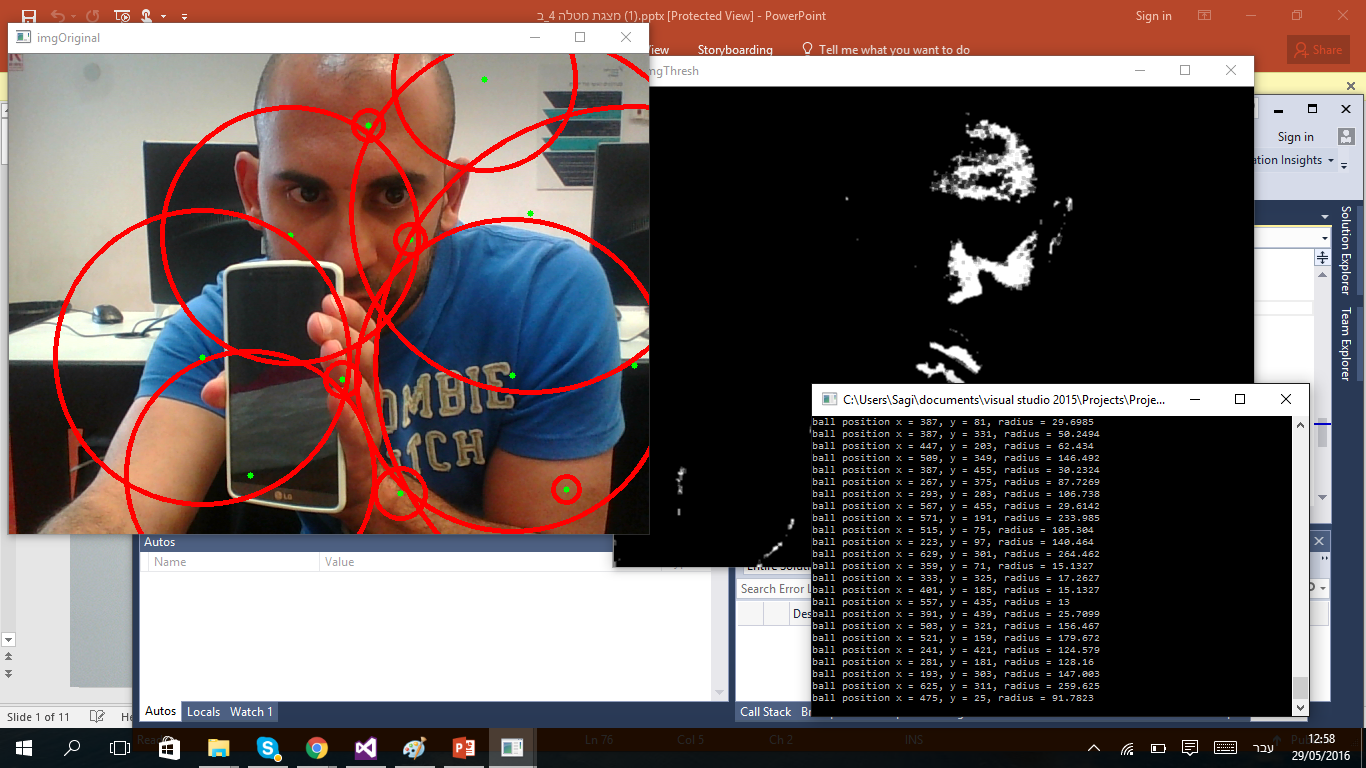 מצגת מטלה 4_ב (1).pptx [Protected View] - PowerPoint
Sign in
View
Storyboarding
Tell me what you want to do
Share
imgOriginal
imgThresh
Sign in
ation Insights
Solution Explorer
Team Explorer
OMBIE
TCH
LG
C:\Users\Sagi\documents\visual studio 2015\Projects\Proje...
ball position x = 387, y = 81, radius = 29.6985
ball position x = 387, y = 331, radius = 50.2494
ball position x = 447, y = 203, radius = 62.434
ball position x = 509, y = 349, radius = 146.492
ball position x = 387, y = 455, radius = 30.2324
ball position x = 267, y = 375, radius = 87.7269
ball position x = 293, y = 203, radius = 106.738
ball position x = 567, y = 455, radius = 29.6142
ball position x = 571, y = 191, radius = 233.985
ball position x = 515, y = 75, radius = 105.304
ball position x = 223, y = 97, radius = 140.464
ball position x = 629, y = 301, radius = 264.462
ball position x = 359, y = 71, radius = 15.1327
ball position x = 333, y = 325, radius = 17.2627
ball position x = 401, y = 185, radius = 15.1327
ball position x = 557, y = 435, radius = 13
ball position x = 391, y = 439, radius = 25.7099
ball position x = 503, y = 321, radius = 156.467
ball position x = 521, y = 159, radius = 179.672
ball position x = 241, y = 421, radius = 124.579
ball position x = 281, y = 181, radius = 128.16
ball position x = 193, y = 303, radius = 147.003
ball position x = 625, y = 311, radius = 259.625
ball position x = 475, y = 25, radius = 91.7823
Autos
Name
Value
Search Error L
Des
Autos
Locals
Watch 1
Call Stack
Slide 1 of 11
Ready
Ln 76
Col 5
Ch 2
INS
עבר
12:58
29/05/2016